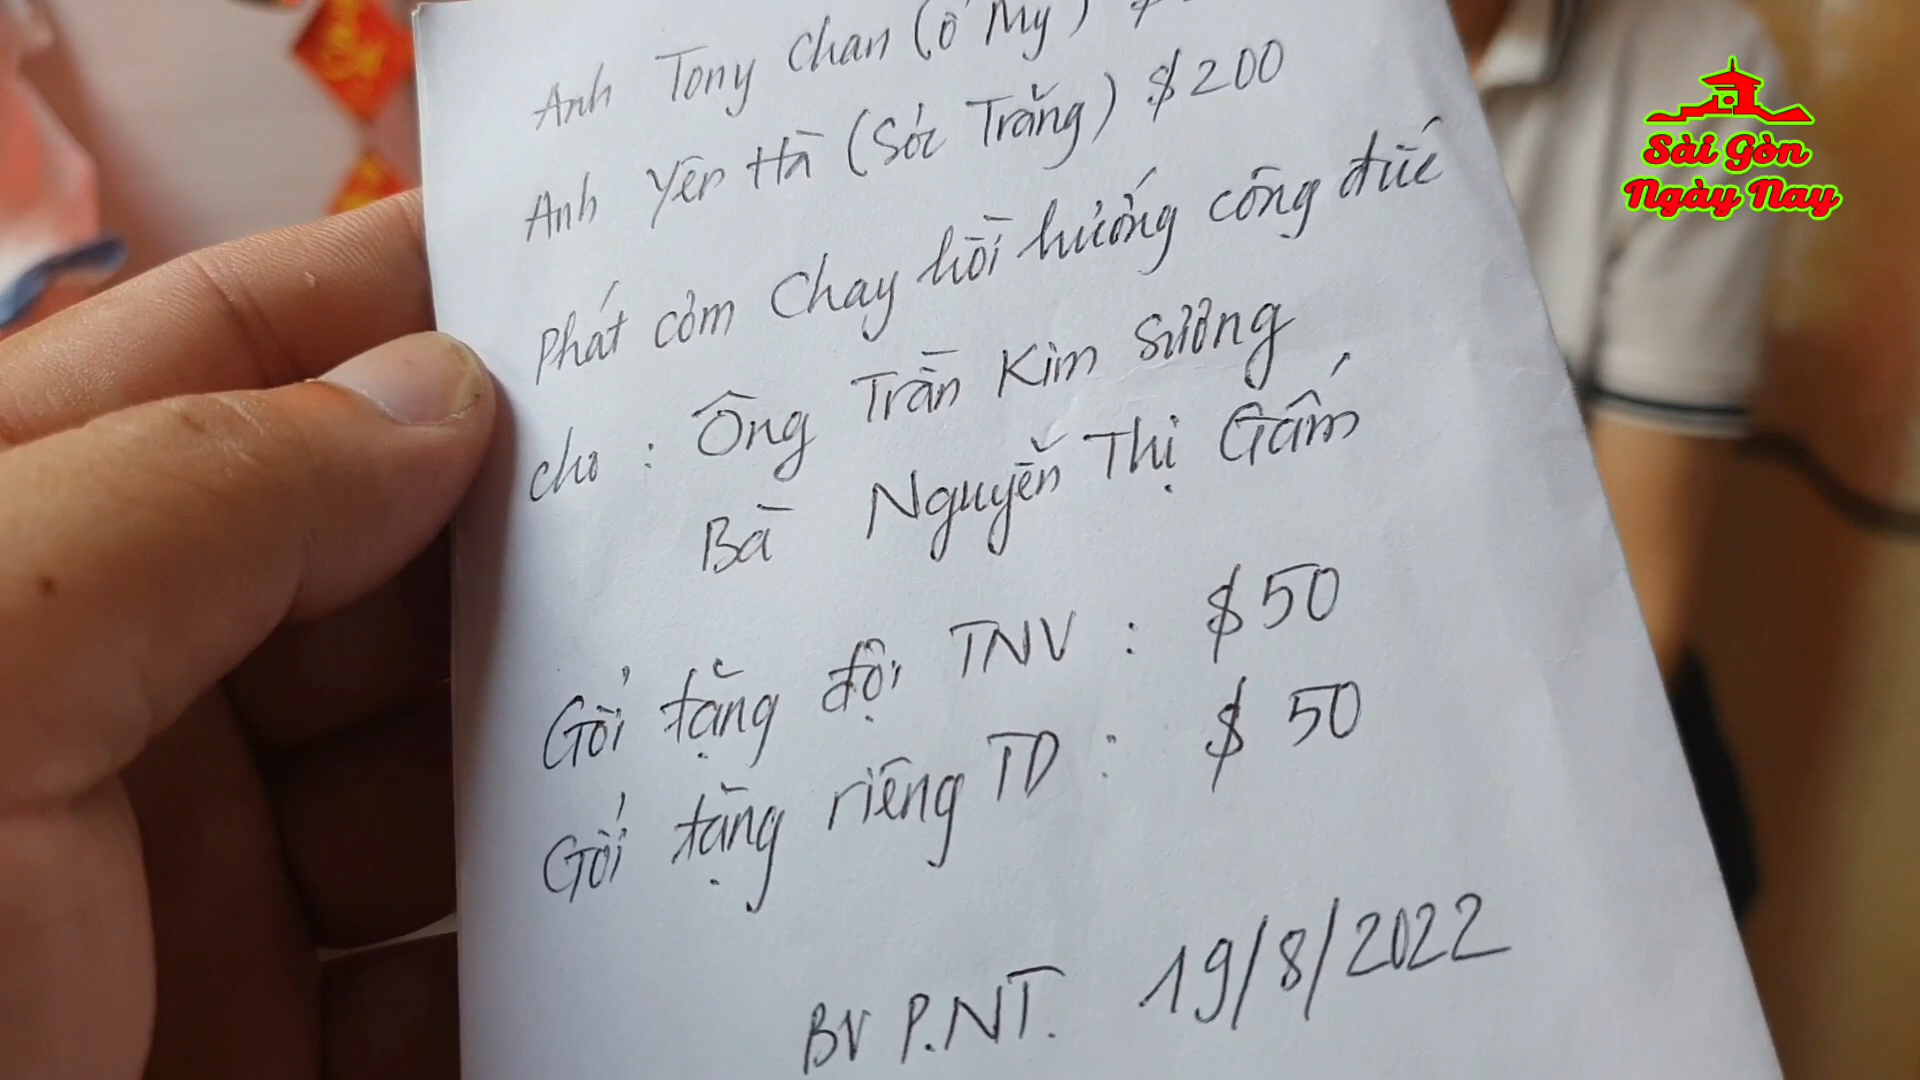 Anh Tony Chan (ở Mỹ) $
Anh Yên Hà (Sóc Trăng) $200
Phát cơm Chay hồi hướng công đức
cho : Ông Trần Kim Sương
Bà Nguyễn Thị Gấm
Gởi tặng đội TNV : $50
Gởi tặng riêng TD : $50
BV P.NT. 19/8/2022
Sài Gòn
Ngày Nay